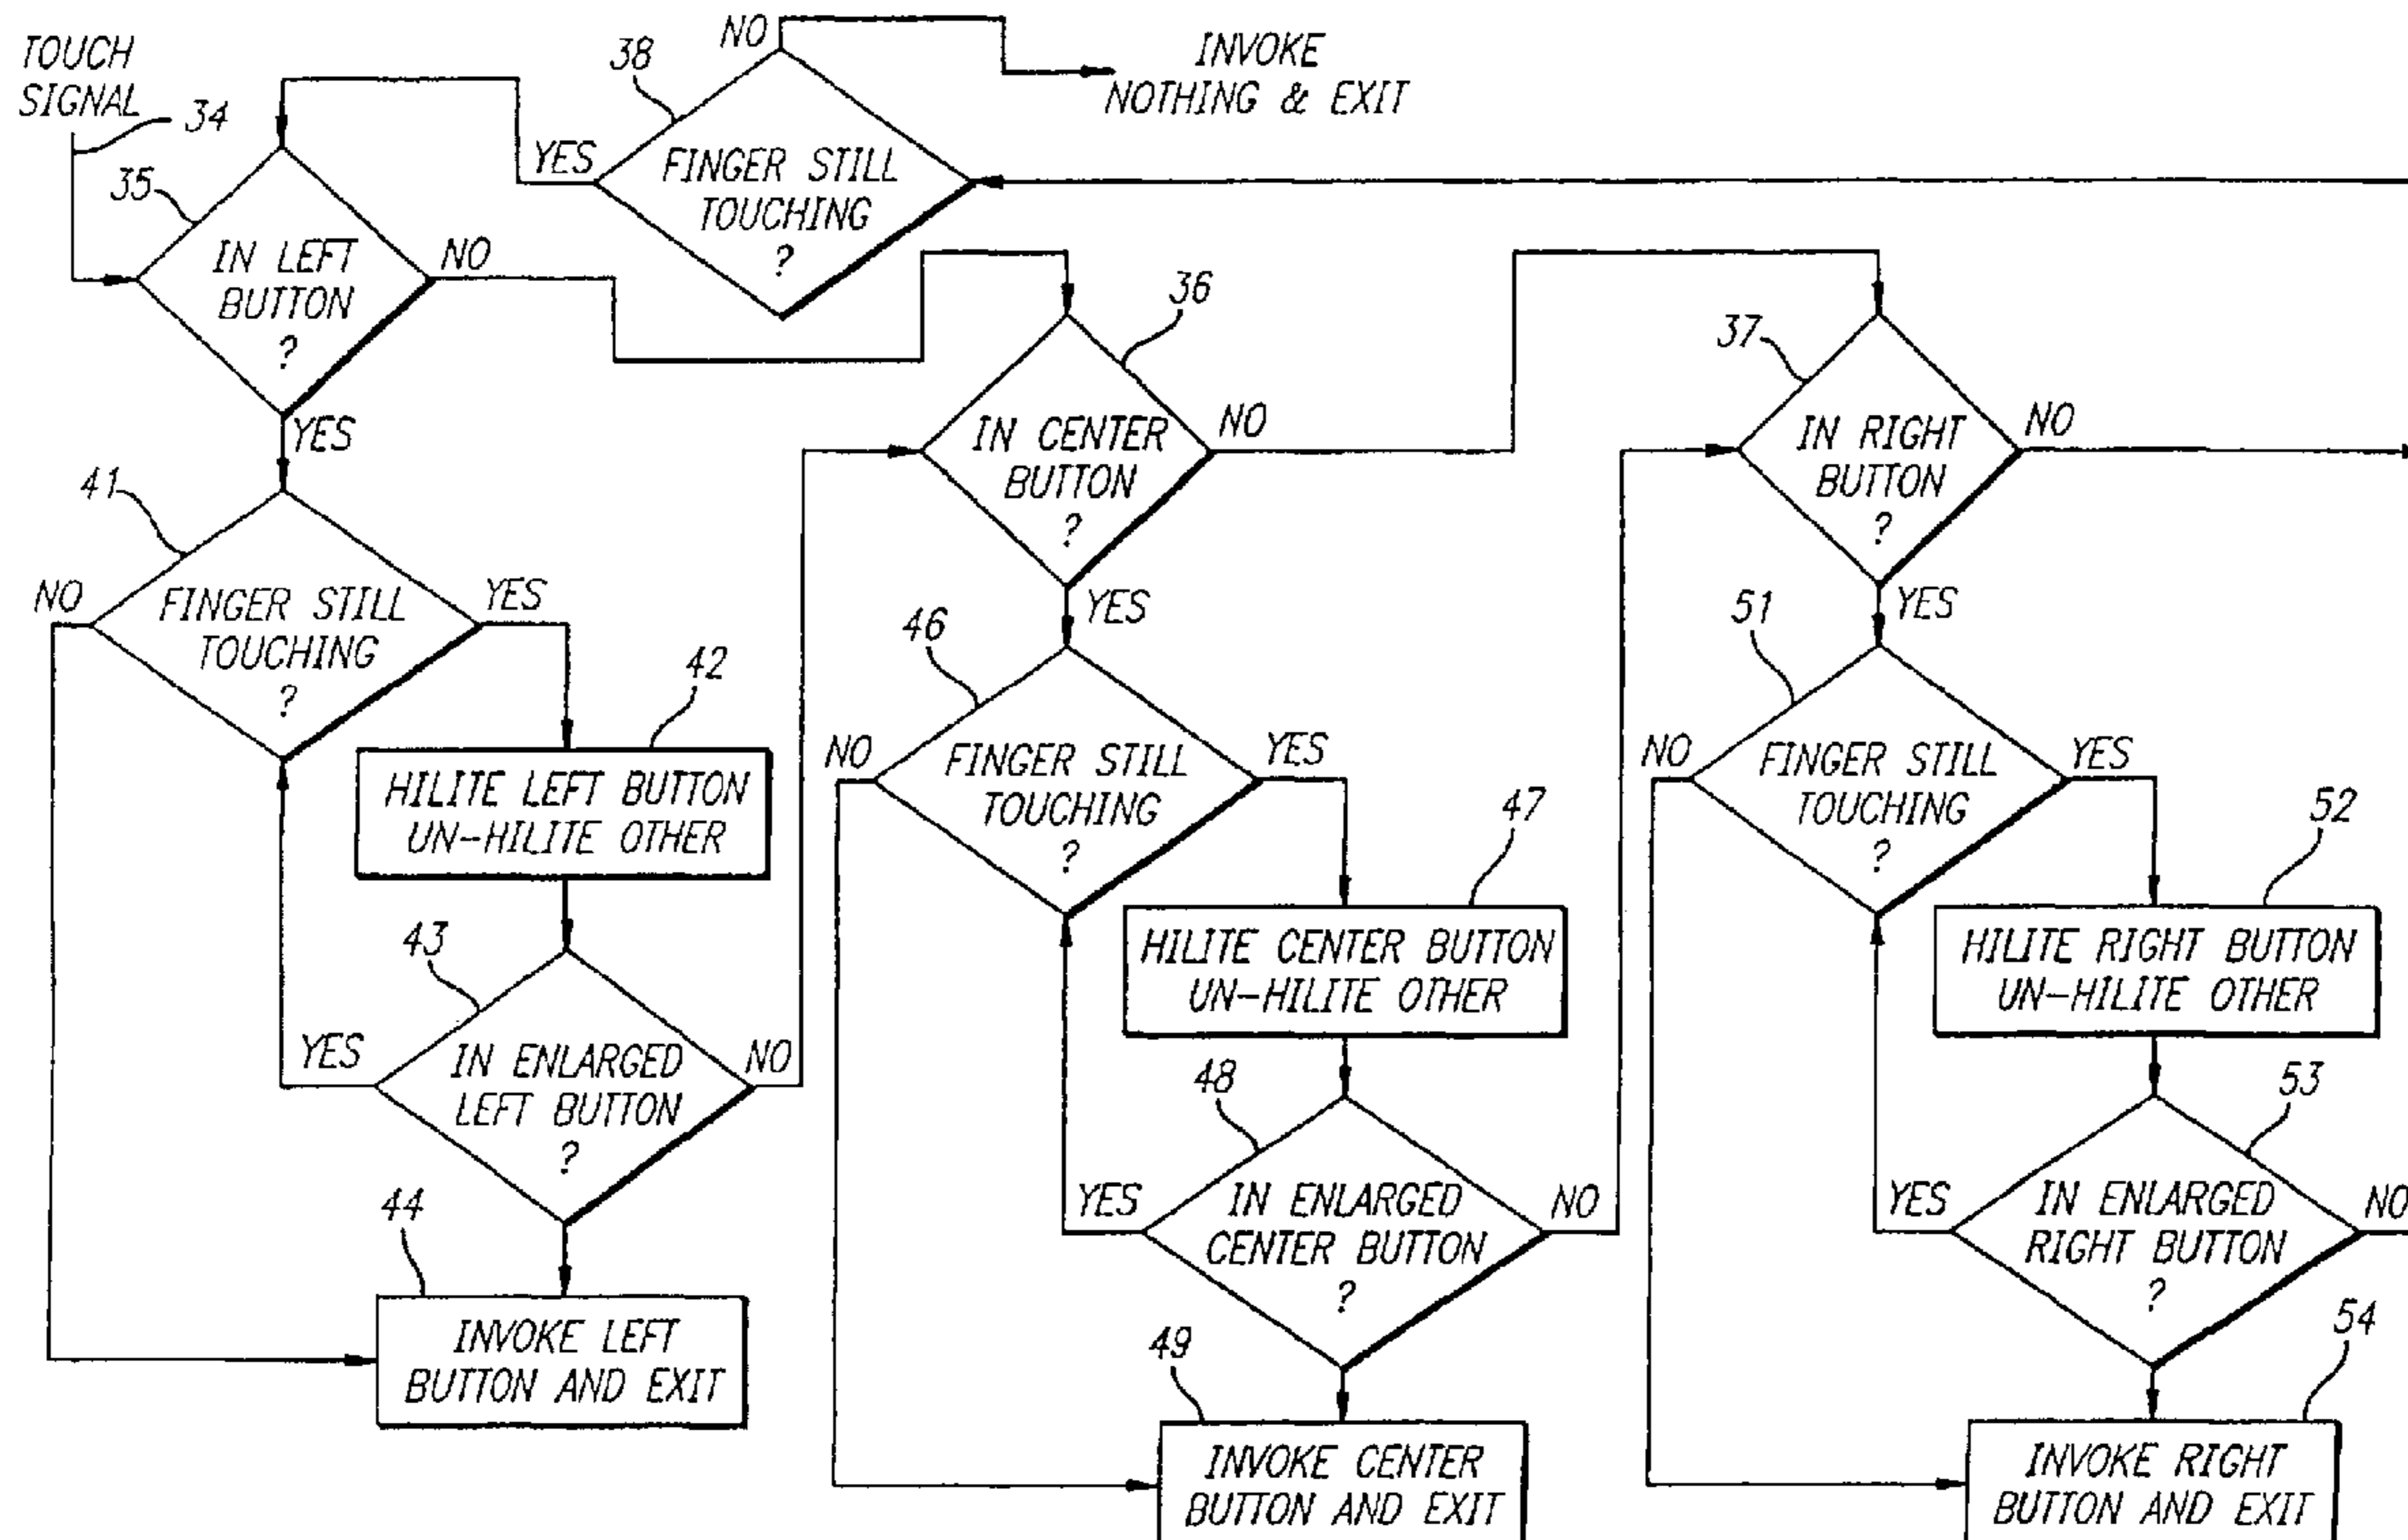 TOUCH
SIGNAL
34
35
IN LEFT
BUTTON
?
NO
YES
38
NO
YES
FINGER STILL
TOUCHING
?
INVOKE
NOTHING & EXIT
36
IN CENTER
BUTTON
?
NO
YES
37
IN RIGHT
BUTTON
?
NO
YES
41
NO
FINGER STILL
TOUCHING
?
YES
42
HILITE LEFT BUTTON
UN-HILITE OTHER
43
YES
IN ENLARGED
LEFT BUTTON
?
NO
44
INVOKE LEFT
BUTTON AND EXIT
46
NO
FINGER STILL
TOUCHING
?
YES
47
HILITE CENTER BUTTON
UN-HILITE OTHER
48
YES
IN ENLARGED
CENTER BUTTON
?
NO
49
INVOKE CENTER
BUTTON AND EXIT
51
NO
FINGER STILL
TOUCHING
?
YES
52
HILITE RIGHT BUTTON
UN-HILITE OTHER
53
YES
IN ENLARGED
RIGHT BUTTON
?
NO
54
INVOKE RIGHT
BUTTON AND EXIT